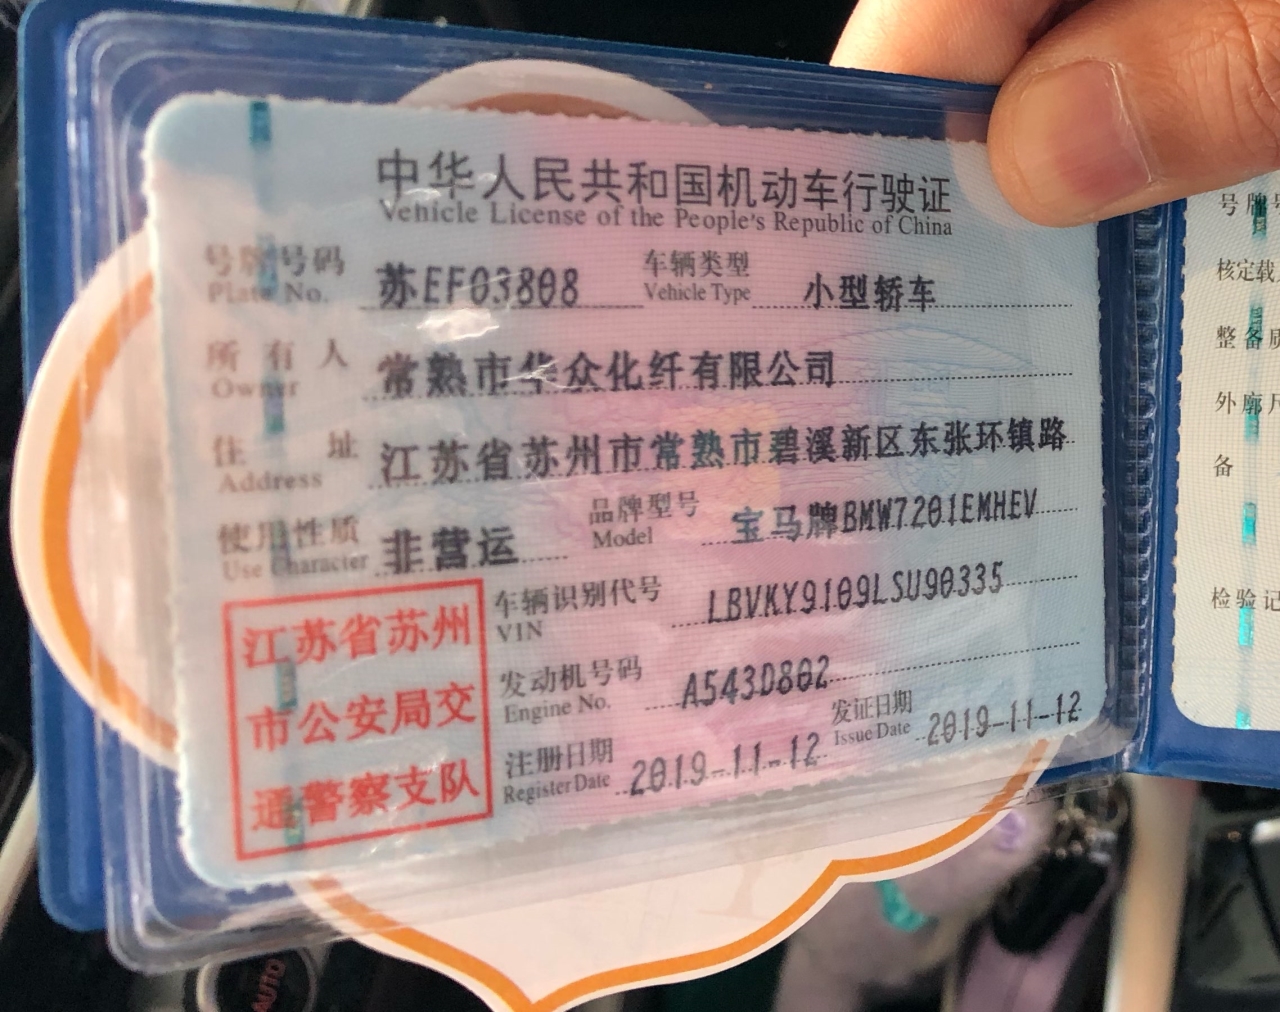 中华人民共和国机动车行驶证
Vehicle License of the People's Republic of China
号牌号码 苏EF03808 车辆类型 小型轿车
Plate No. Vehicle Type
所有人 常熟市华众化纤有限公司
Owner
住址 江苏省苏州市常熟市碧溪新区东张环镇路
Address
使用性质 非营运 品牌型号 宝马牌BMW7201EMHEV
Use Character Model
江苏省苏州
市公安局交
通警察支队
车辆识别代号 LBVKY9109LSU90335
VIN
发动机号码 A543D802
Engine No.
注册日期 2019-11-12 发证日期 2019-11-12
Register Date Issue Date
号牌号
核定载
整备质
外廓尺
备
检验记
AUTO